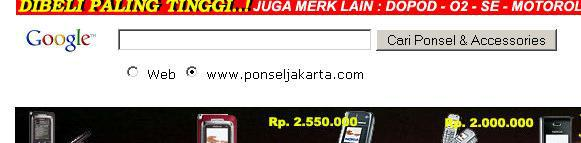 DIBELI PALING TINGGI..! JUGA MERK LAIN : DOPOD - O2 - SE - MOTOROL
Google™ Cari Ponsel & Accessories
Web www.ponseljakarta.com
Rp. 2.550.000 Rp. 2.000.000